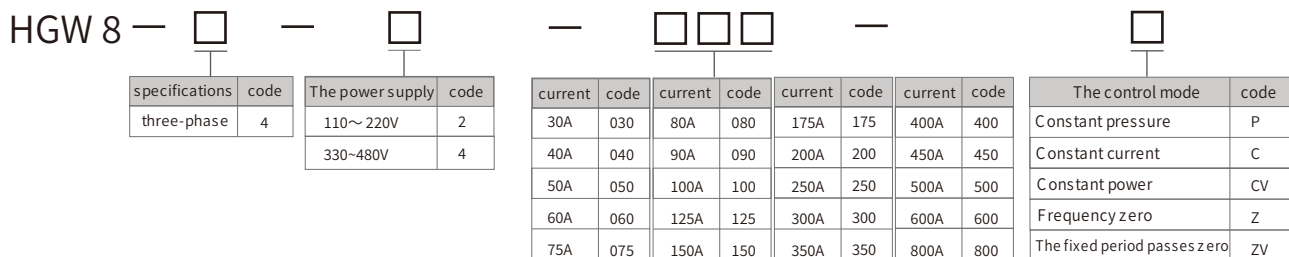 HGW 8 — □ — □ — □□□ — □
specifications code The power supply code current code current code current code current code The control mode code
three-phase 4 110～220V 2 30A 030 80A 080 175A 175 400A 400 Constant pressure P
330~480V 4 40A 040 90A 090 200A 200 450A 450 Constant current C
50A 050 100A 100 250A 250 500A 500 Constant power CV
60A 060 125A 125 300A 300 600A 600 Frequency zero Z
75A 075 150A 150 350A 350 800A 800 The fixed period passes zero ZV